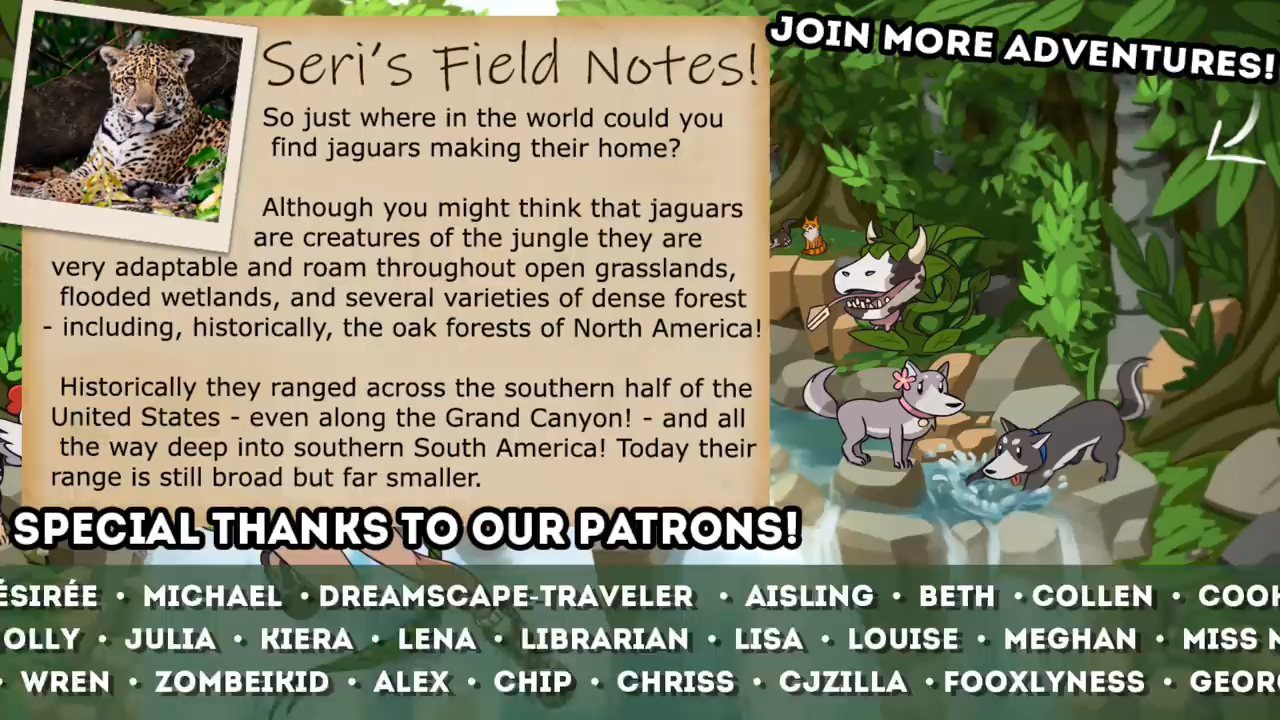 Seri's Field Notes!
JOIN MORE ADVENTURES!
So just where in the world could you
find jaguars making their home?
Although you might think that jaguars
are creatures of the jungle they are
very adaptable and roam throughout open grasslands,
flooded wetlands, and several varieties of dense forest
- including, historically, the oak forests of North America!
Historically they ranged across the southern half of the
United States - even along the Grand Canyon! - and all
the way deep into southern South America! Today their
range is still broad but far smaller.
SPECIAL THANKS TO OUR PATRONS!
ÉSIRÉE • MICHAEL • DREAMSCAPE-TRAVELER • AISLING • BETH • COLLEN •
OLLY • JULIA • KIERA • LENA • LIBRARIAN • LISA • LOUISE • MEGHAN • MISS
• WREN • ZOMBEIKID • ALEX • CHIP • CHRISS • CJZILLA • FOOXLYNESS •